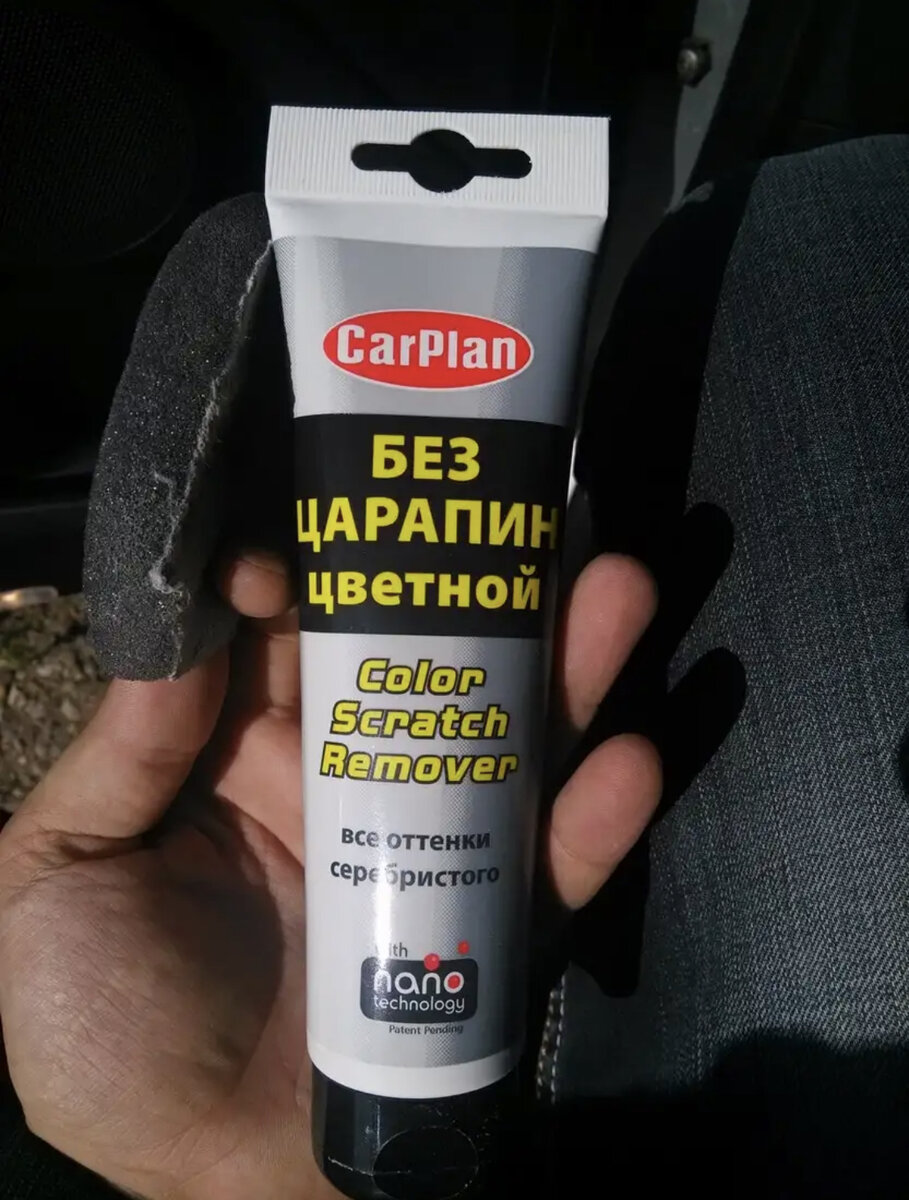 CarPlan
БЕЗ
ЦАРАПИН
цветной
Color
Scratch
Remover
все оттенки
серебристого
with
nano
technology
Patent Pending